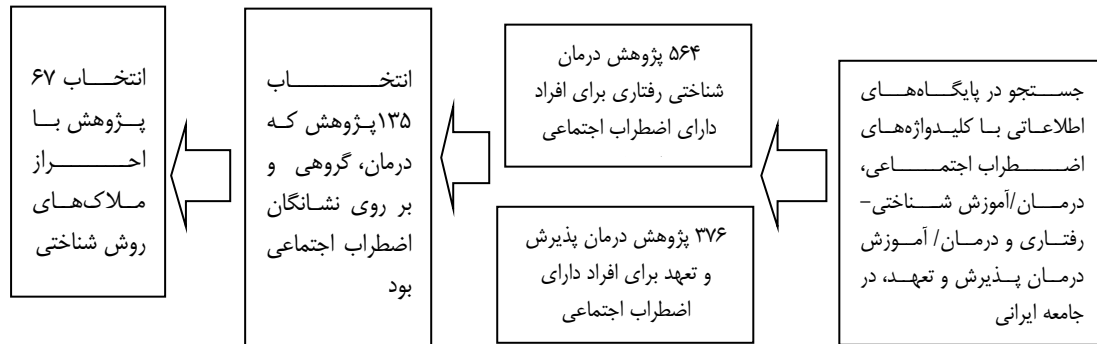 جستجو در پایگاه‌های
اطلاعاتی با کلیدواژه‌های
اضطراب اجتماعی،
درمان/آموزش شناختی-
رفتاری و درمان/ آموزش
درمان پذیرش و تعهد، در
جامعه ایرانی
۵۶۴ پژوهش درمان
شناختی رفتاری برای افراد
دارای اضطراب اجتماعی
۳۷۶ پژوهش درمان پذیرش
و تعهد برای افراد دارای
اضطراب اجتماعی
انتخاب
۱۳۵پژوهش که
درمان، گروهی و
بر روی نشانگان
اضطراب اجتماعی
بود
انتخاب ۶۷
پژوهش با
احراز
ملاک‌های
روش شناختی